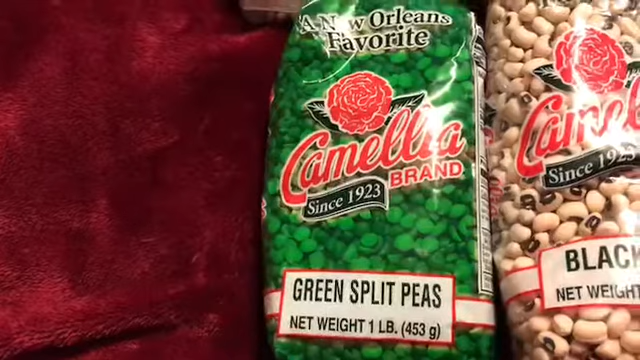 A New Orleans
Favorite
Camellia
BRAND
Since 1923
GREEN SPLIT PEAS
NET WEIGHT 1 LB. (453 g)
Camellia
Since 1923
BLACK
NET WEIGHT